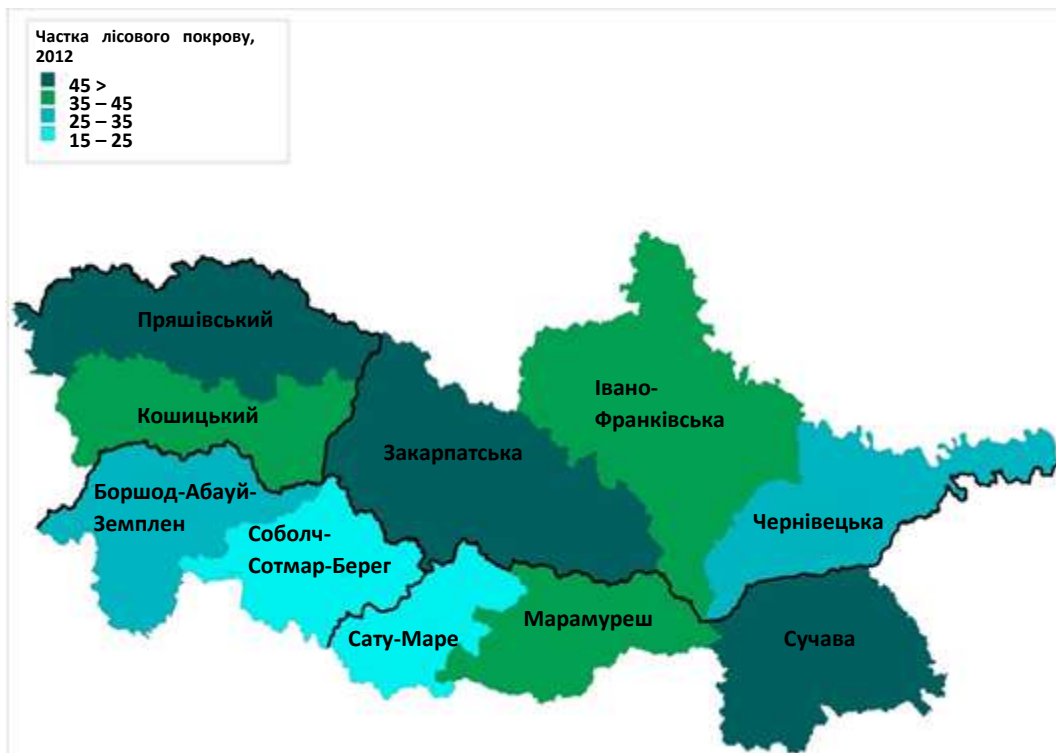 Частка лісового покрову,
2012
45 >
35 – 45
25 – 35
15 – 25
Пряшівський
Кошицький
Івано-
Франківська
Закарпатська
Боршод-Абауй-
Земплен
Чернівецька
Соболч-
Сотмар-Берег
Сату-Маре
Марамуреш
Сучава